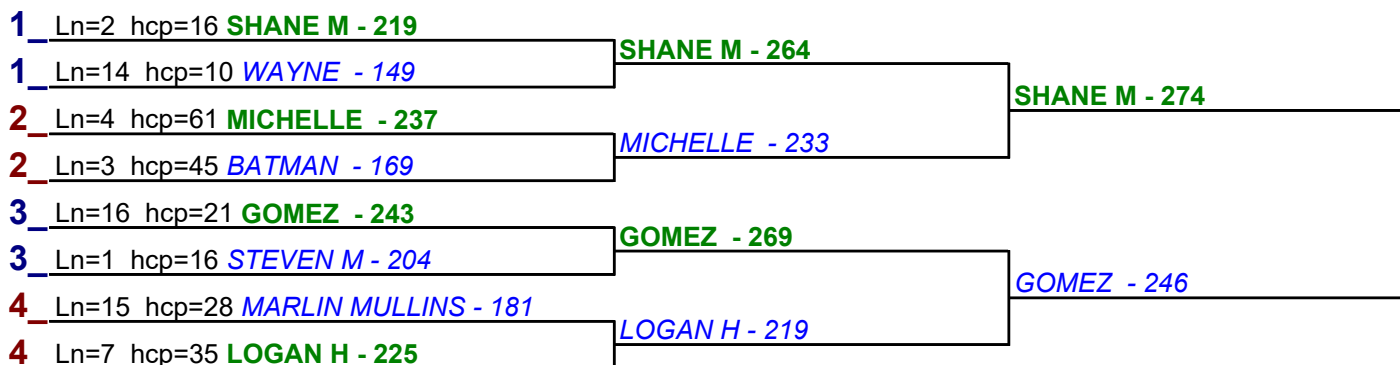 1_ Ln=2 hcp=16 SHANE M - 219
SHANE M - 264
1_ Ln=14 hcp=10 WAYNE - 149
SHANE M - 274
2_ Ln=4 hcp=61 MICHELLE - 237
MICHELLE - 233
2_ Ln=3 hcp=45 BATMAN - 169
3_ Ln=16 hcp=21 GOMEZ - 243
GOMEZ - 269
3_ Ln=1 hcp=16 STEVEN M - 204
GOMEZ - 246
4_ Ln=15 hcp=28 MARLIN MULLINS - 181
LOGAN H - 219
4 Ln=7 hcp=35 LOGAN H - 225